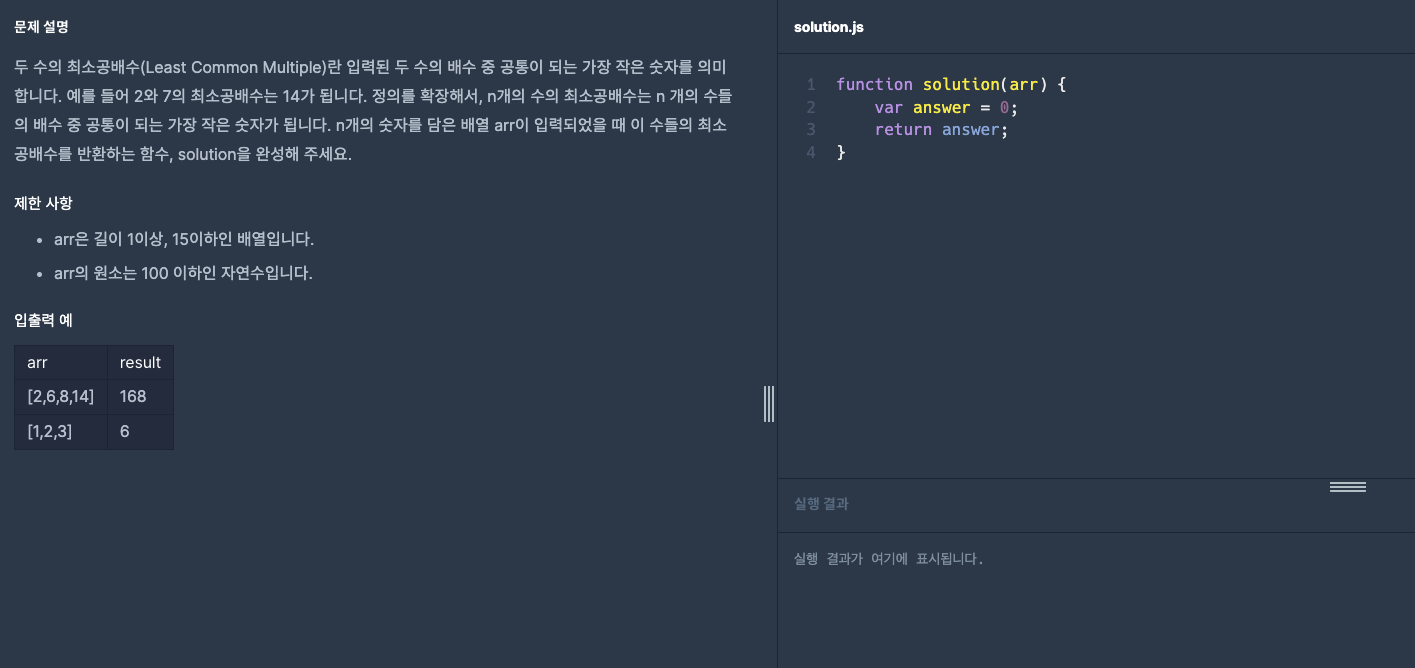 문제 설명
두 수의 최소공배수(Least Common Multiple)란 입력된 두 수의 배수 중 공통이 되는 가장 작은 숫자를 의미
합니다. 예를 들어 2와 7의 최소공배수는 14가 됩니다. 정의를 확장해서, n개의 수의 최소공배수는 n 개의 수들
의 배수 중 공통이 되는 가장 작은 숫자가 됩니다. n개의 숫자를 담은 배열 arr이 입력되었을 때 이 수들의 최소
공배수를 반환하는 함수, solution을 완성해 주세요.
제한 사항
• arr은 길이 1이상, 15이하인 배열입니다.
• arr의 원소는 100 이하인 자연수입니다.
입출력 예
arr result
[2,6,8,14] 168
[1,2,3] 6
solution.js
1 function solution(arr) {
2     var answer = 0;
3     return answer;
4 }
실행 결과
실행 결과가 여기에 표시됩니다.